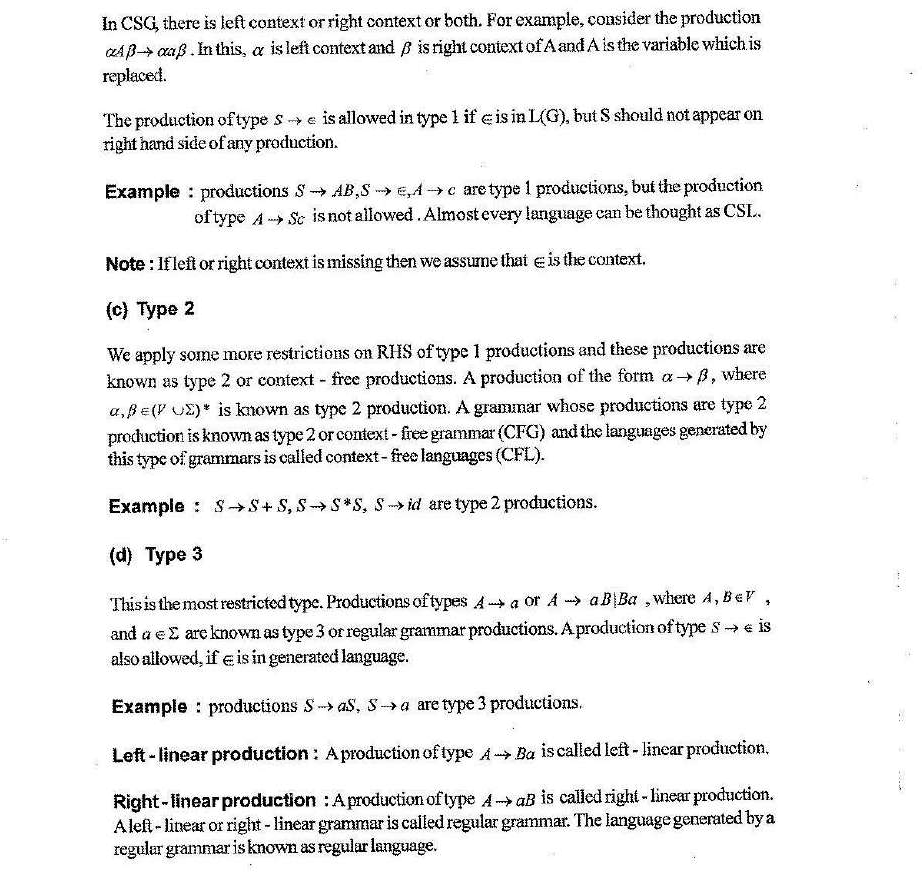 In CSG, there is left context or right context or both. For example, consider the production
αAβ → αaβ. In this, α is left context and β is right context of A and A is the variable which is
replaced.
The production of type S → ∈ is allowed in type 1 if ∈ is in L(G), but S should not appear on
right hand side of any production.
Example : productions S → AB, S → ∈, A → c are type 1 productions, but the production
of type A → Sc is not allowed . Almost every language can be thought as CSL.
Note : If left or right context is missing then we assume that ∈ is the context.
(c) Type 2
We apply some more restrictions on RHS of type 1 productions and these productions are
known as type 2 or context - free productions. A production of the form α → β, where
α, β ∈ (V ∪ Σ)* is known as type 2 production. A grammar whose productions are type 2
production is known as type 2 or context - free grammar (CFG) and the languages generated by
this type of grammars is called context - free languages (CFL).
Example : S → S + S, S → S * S, S → id are type 2 productions.
(d) Type 3
This is the most restricted type. Productions of types A → a or A → aB|Ba , where A, B ∈ V ,
and a ∈ Σ are known as type 3 or regular grammar productions. A production of type S → ∈ is
also allowed, if ∈ is in generated language.
Example : productions S → aS, S → a are type 3 productions.
Left - linear production : A production of type A → Ba is called left - linear production.
Right - linear production : A production of type A → aB is called right - linear production.
A left - linear or right - linear grammar is called regular grammar. The language generated by a
regular grammar is known as regular language.